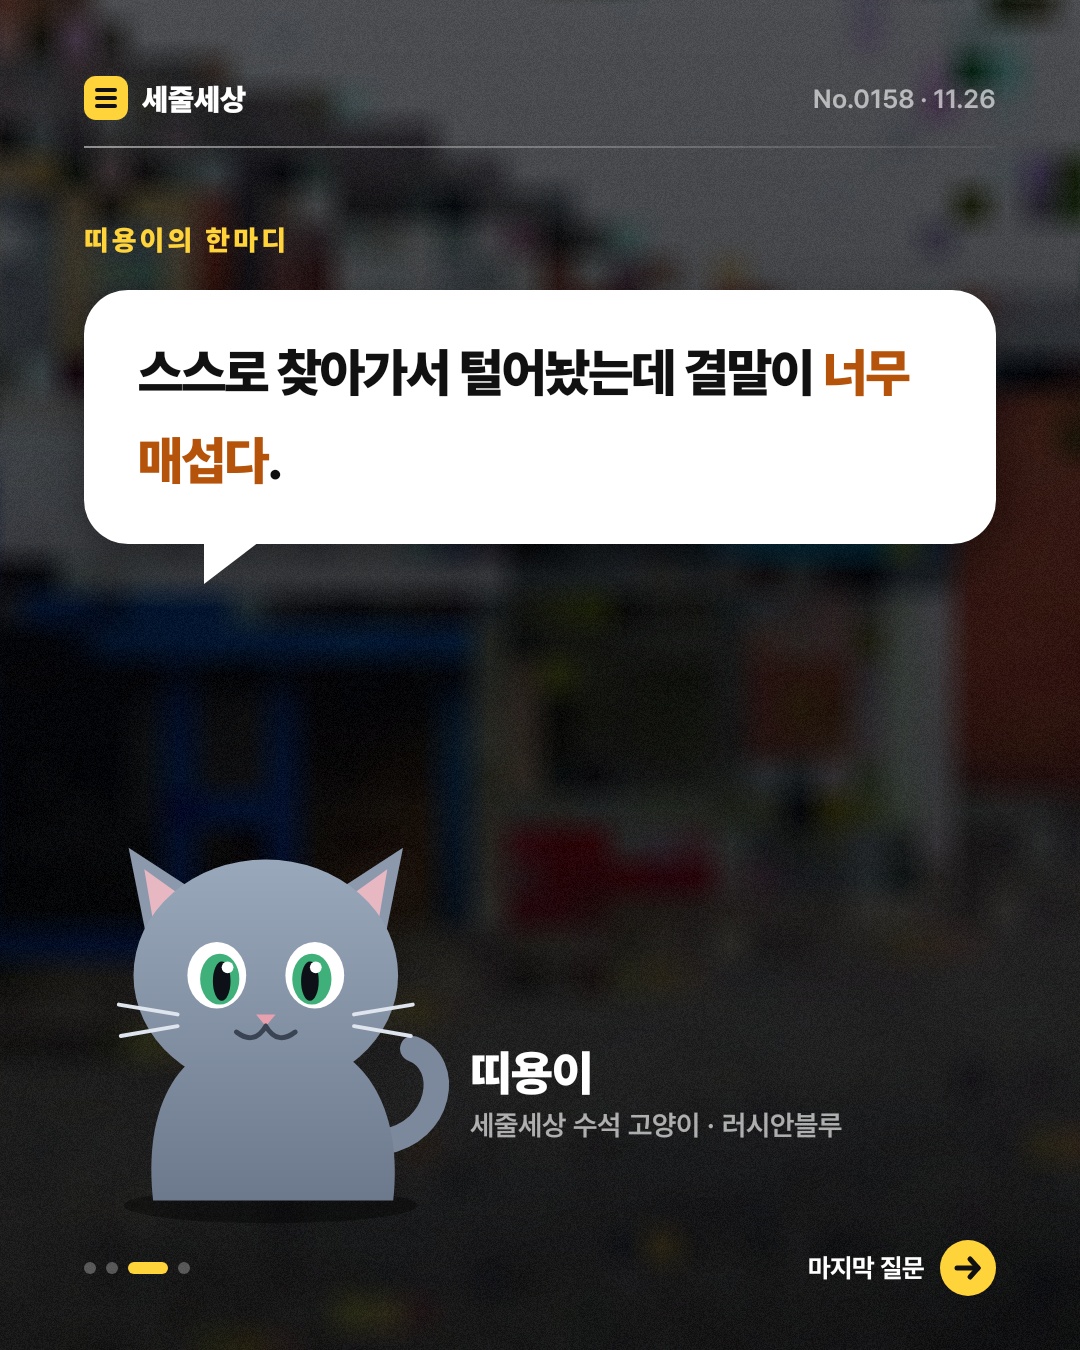 세줄세상
No.0158 · 11.26
띠용이의 한마디
스스로 찾아가서 털어놨는데 결말이 너무
매섭다.
띠용이
세줄세상 수석 고양이 · 러시안블루
마지막 질문